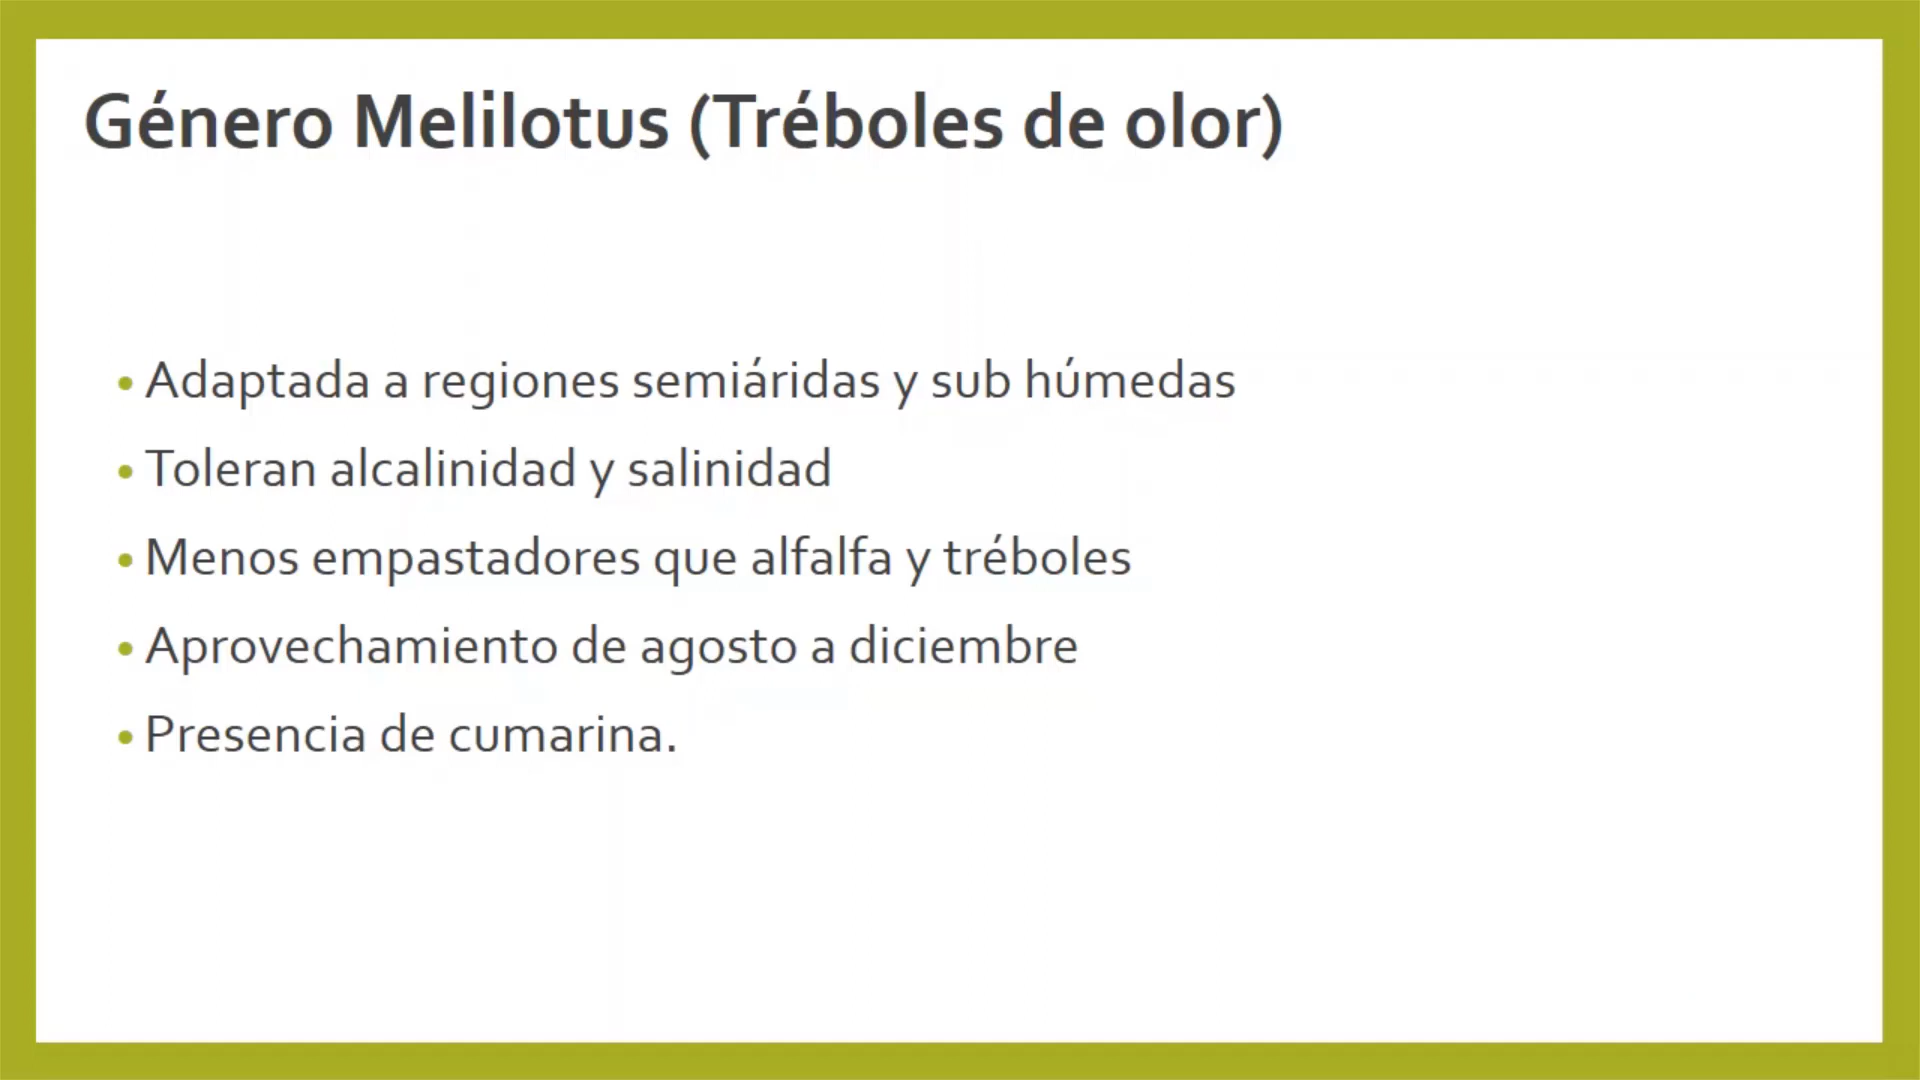 Género Melilotus (Tréboles de olor)
• Adaptada a regiones semiáridas y sub húmedas
• Toleran alcalinidad y salinidad
• Menos empastadores que alfalfa y tréboles
• Aprovechamiento de agosto a diciembre
• Presencia de cumarina.